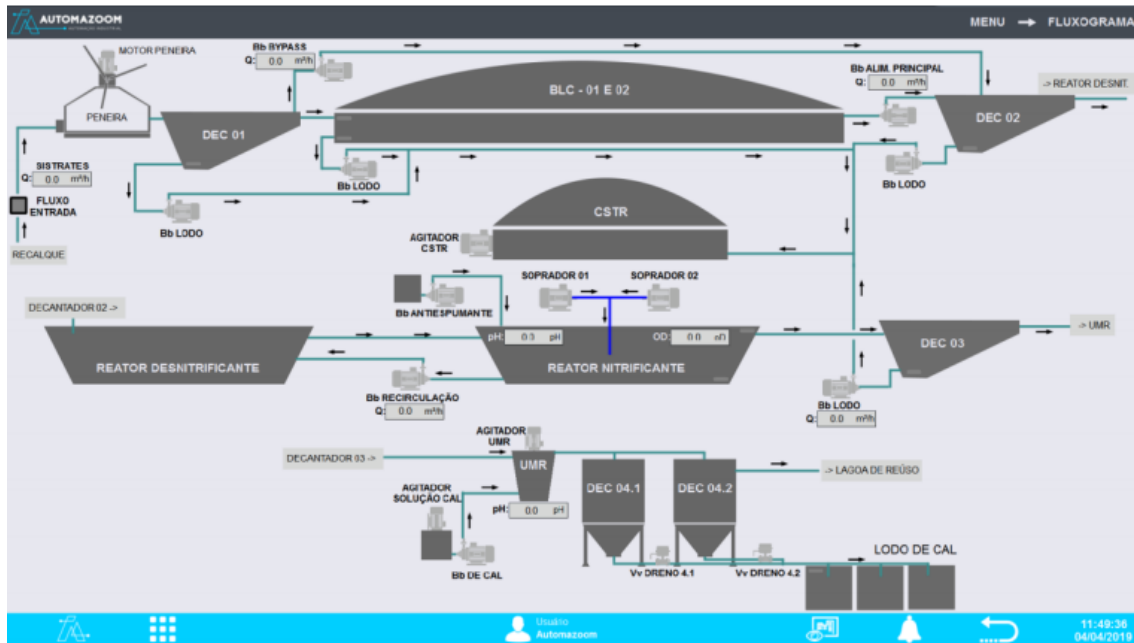 AUTOMAZOOM
AUTOMAÇÃO INDUSTRIAL
MENU → FLUXOGRAMA
MOTOR PENEIRA
PENEIRA
Bb BYPASS
Q: 0.0 m³/h
BLC - 01 E 02
Bb ALIM. PRINCIPAL
Q: 0.0 m³/h
-> REATOR DESNIT.
DEC 01
DEC 02
SISTRATES
Q: 0.0 m³/h
FLUXO
ENTRADA
RECALQUE
Bb LODO
Bb LODO
Bb LODO
CSTR
AGITADOR
CSTR
SOPRADOR 01
SOPRADOR 02
Bb ANTIESPUMANTE
DECANTADOR 02 ->
pH: 0.0 pH
OD: 0.0
-> UMR
DEC 03
REATOR DESNITRIFICANTE
REATOR NITRIFICANTE
Bb RECIRCULAÇÃO
Q: 0.0 m³/h
Bb LODO
Q: 0.0 m³/h
AGITADOR
UMR
DECANTADOR 03 ->
UMR
-> LAGOA DE REÚSO
DEC 04.1
DEC 04.2
AGITADOR
SOLUÇÃO CAL
pH: 0.0 pH
Bb DE CAL
Vv DRENO 4.1
Vv DRENO 4.2
LODO DE CAL
Usuário
Automazoom
11:49:36
04/04/2019